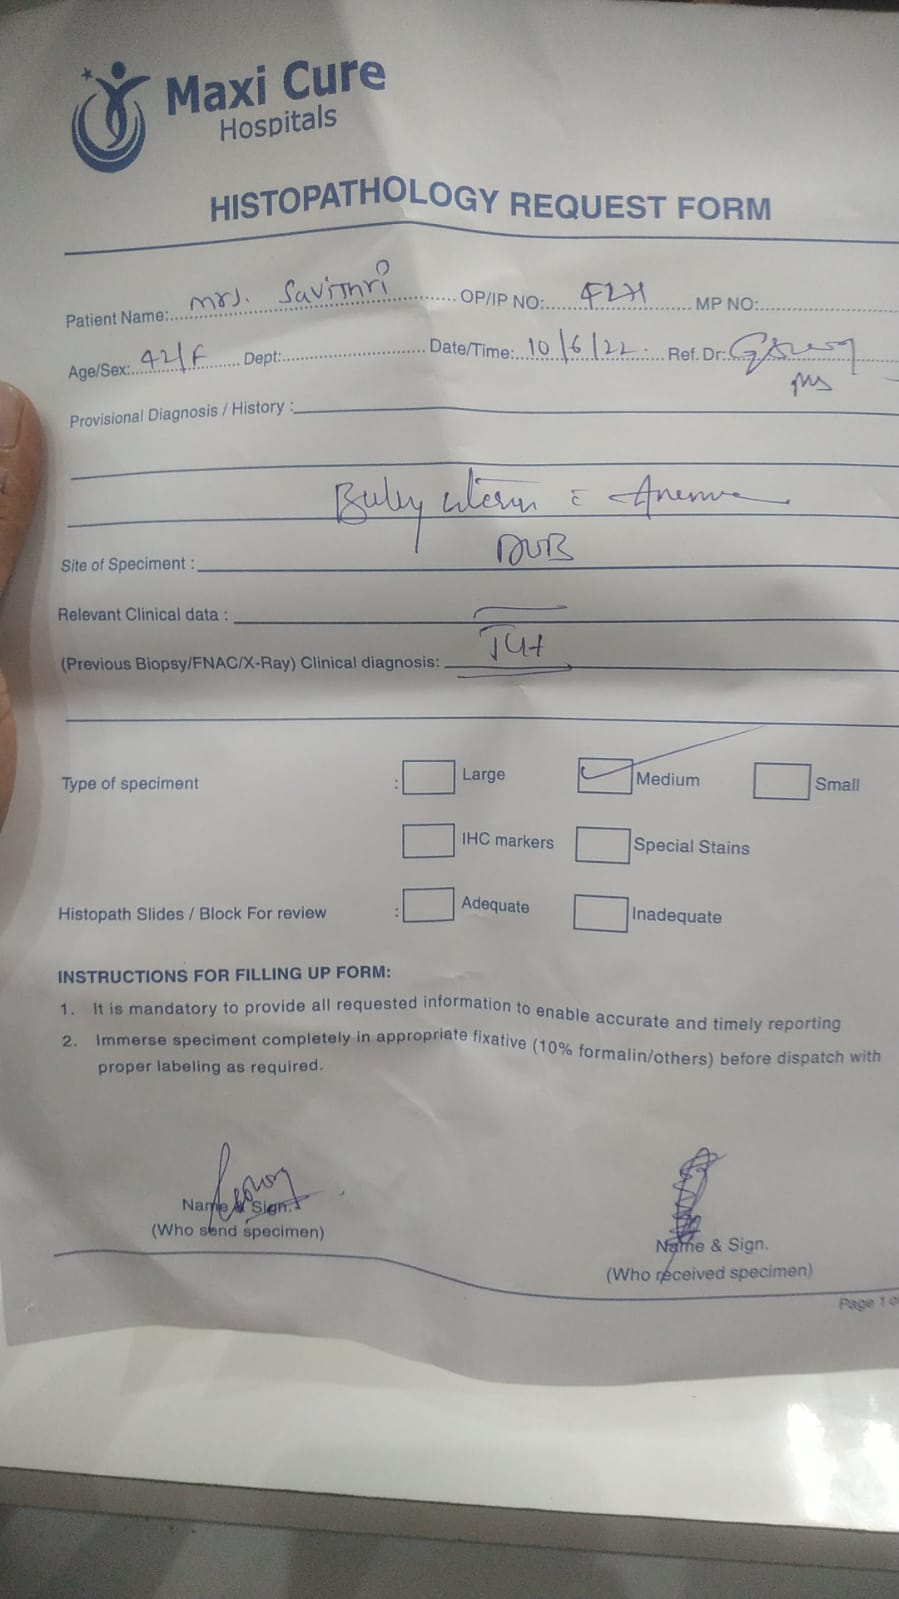 Maxi Cure
Hospitals
HISTOPATHOLOGY REQUEST FORM
Patient Name: Mrs. Savithri OP/IP NO: MP NO:
Age/Sex: 42/F Dept: Date/Time: 10/6/22. Ref. Dr:
MS
Provisional Diagnosis / History :
Bulky uterus c Anemia
DUB
Site of Speciment :
Relevant Clinical data :
(Previous Biopsy/FNAC/X-Ray) Clinical diagnosis:
Type of speciment : Large Medium Small
IHC markers Special Stains
Histopath Slides / Block For review : Adequate Inadequate
INSTRUCTIONS FOR FILLING UP FORM:
1. It is mandatory to provide all requested information to enable accurate and timely reporting
2. Immerse speciment completely in appropriate fixative (10% formalin/others) before dispatch with
proper labeling as required.
Name & Sign. Name & Sign.
(Who send specimen) (Who received specimen)
Page 1